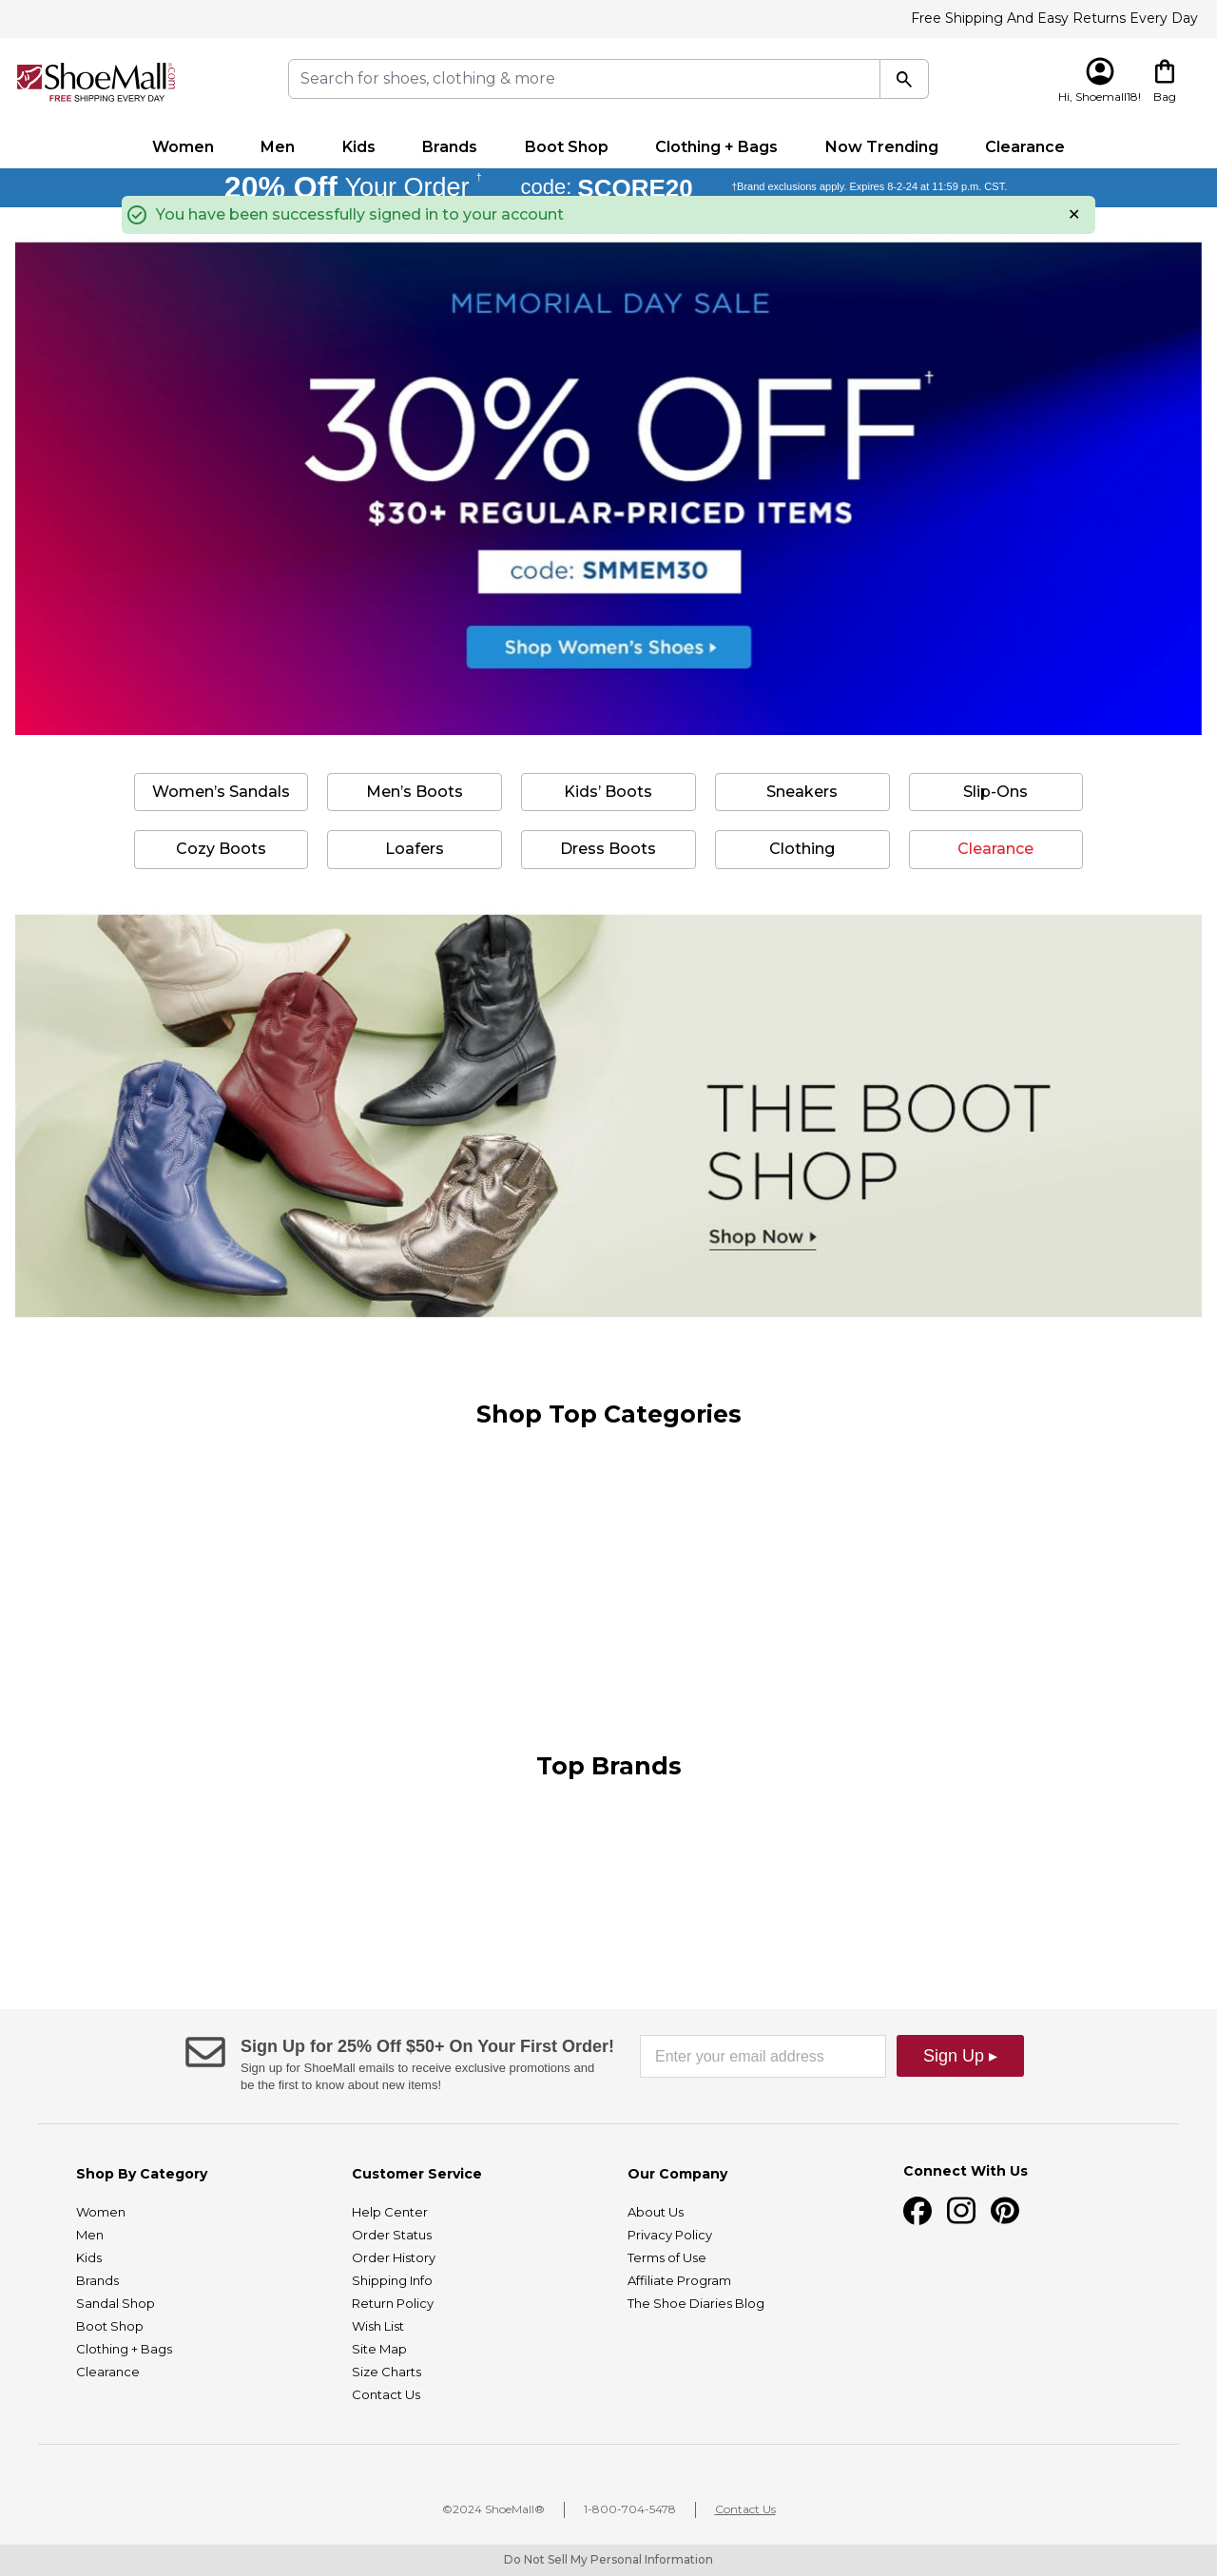 Free Shipping And Easy Returns Every Day
ShoeMall.com
FREE SHIPPING EVERY DAY
Search for shoes, clothing & more
Hi, Shoemall18!
Bag
Women Men Kids Brands Boot Shop Clothing + Bags Now Trending Clearance
20% Off Your Order † code: SCORE20 †Brand exclusions apply. Expires 8-2-24 at 11:59 p.m. CST.
You have been successfully signed in to your account
MEMORIAL DAY SALE
30% OFF†
$30+ REGULAR-PRICED ITEMS
code: SMMEM30
Shop Women's Shoes
Women's Sandals Men's Boots Kids' Boots Sneakers Slip-Ons
Cozy Boots Loafers Dress Boots Clothing Clearance
THE BOOT
SHOP
Shop Now
Shop Top Categories
Top Brands
Sign Up for 25% Off $50+ On Your First Order!
Sign up for ShoeMall emails to receive exclusive promotions and
be the first to know about new items!
Enter your email address
Sign Up ▸
Shop By Category
Women
Men
Kids
Brands
Sandal Shop
Boot Shop
Clothing + Bags
Clearance
Customer Service
Help Center
Order Status
Order History
Shipping Info
Return Policy
Wish List
Site Map
Size Charts
Contact Us
Our Company
About Us
Privacy Policy
Terms of Use
Affiliate Program
The Shoe Diaries Blog
Connect With Us
©2024 ShoeMall® 1-800-704-5478 Contact Us
Do Not Sell My Personal Information